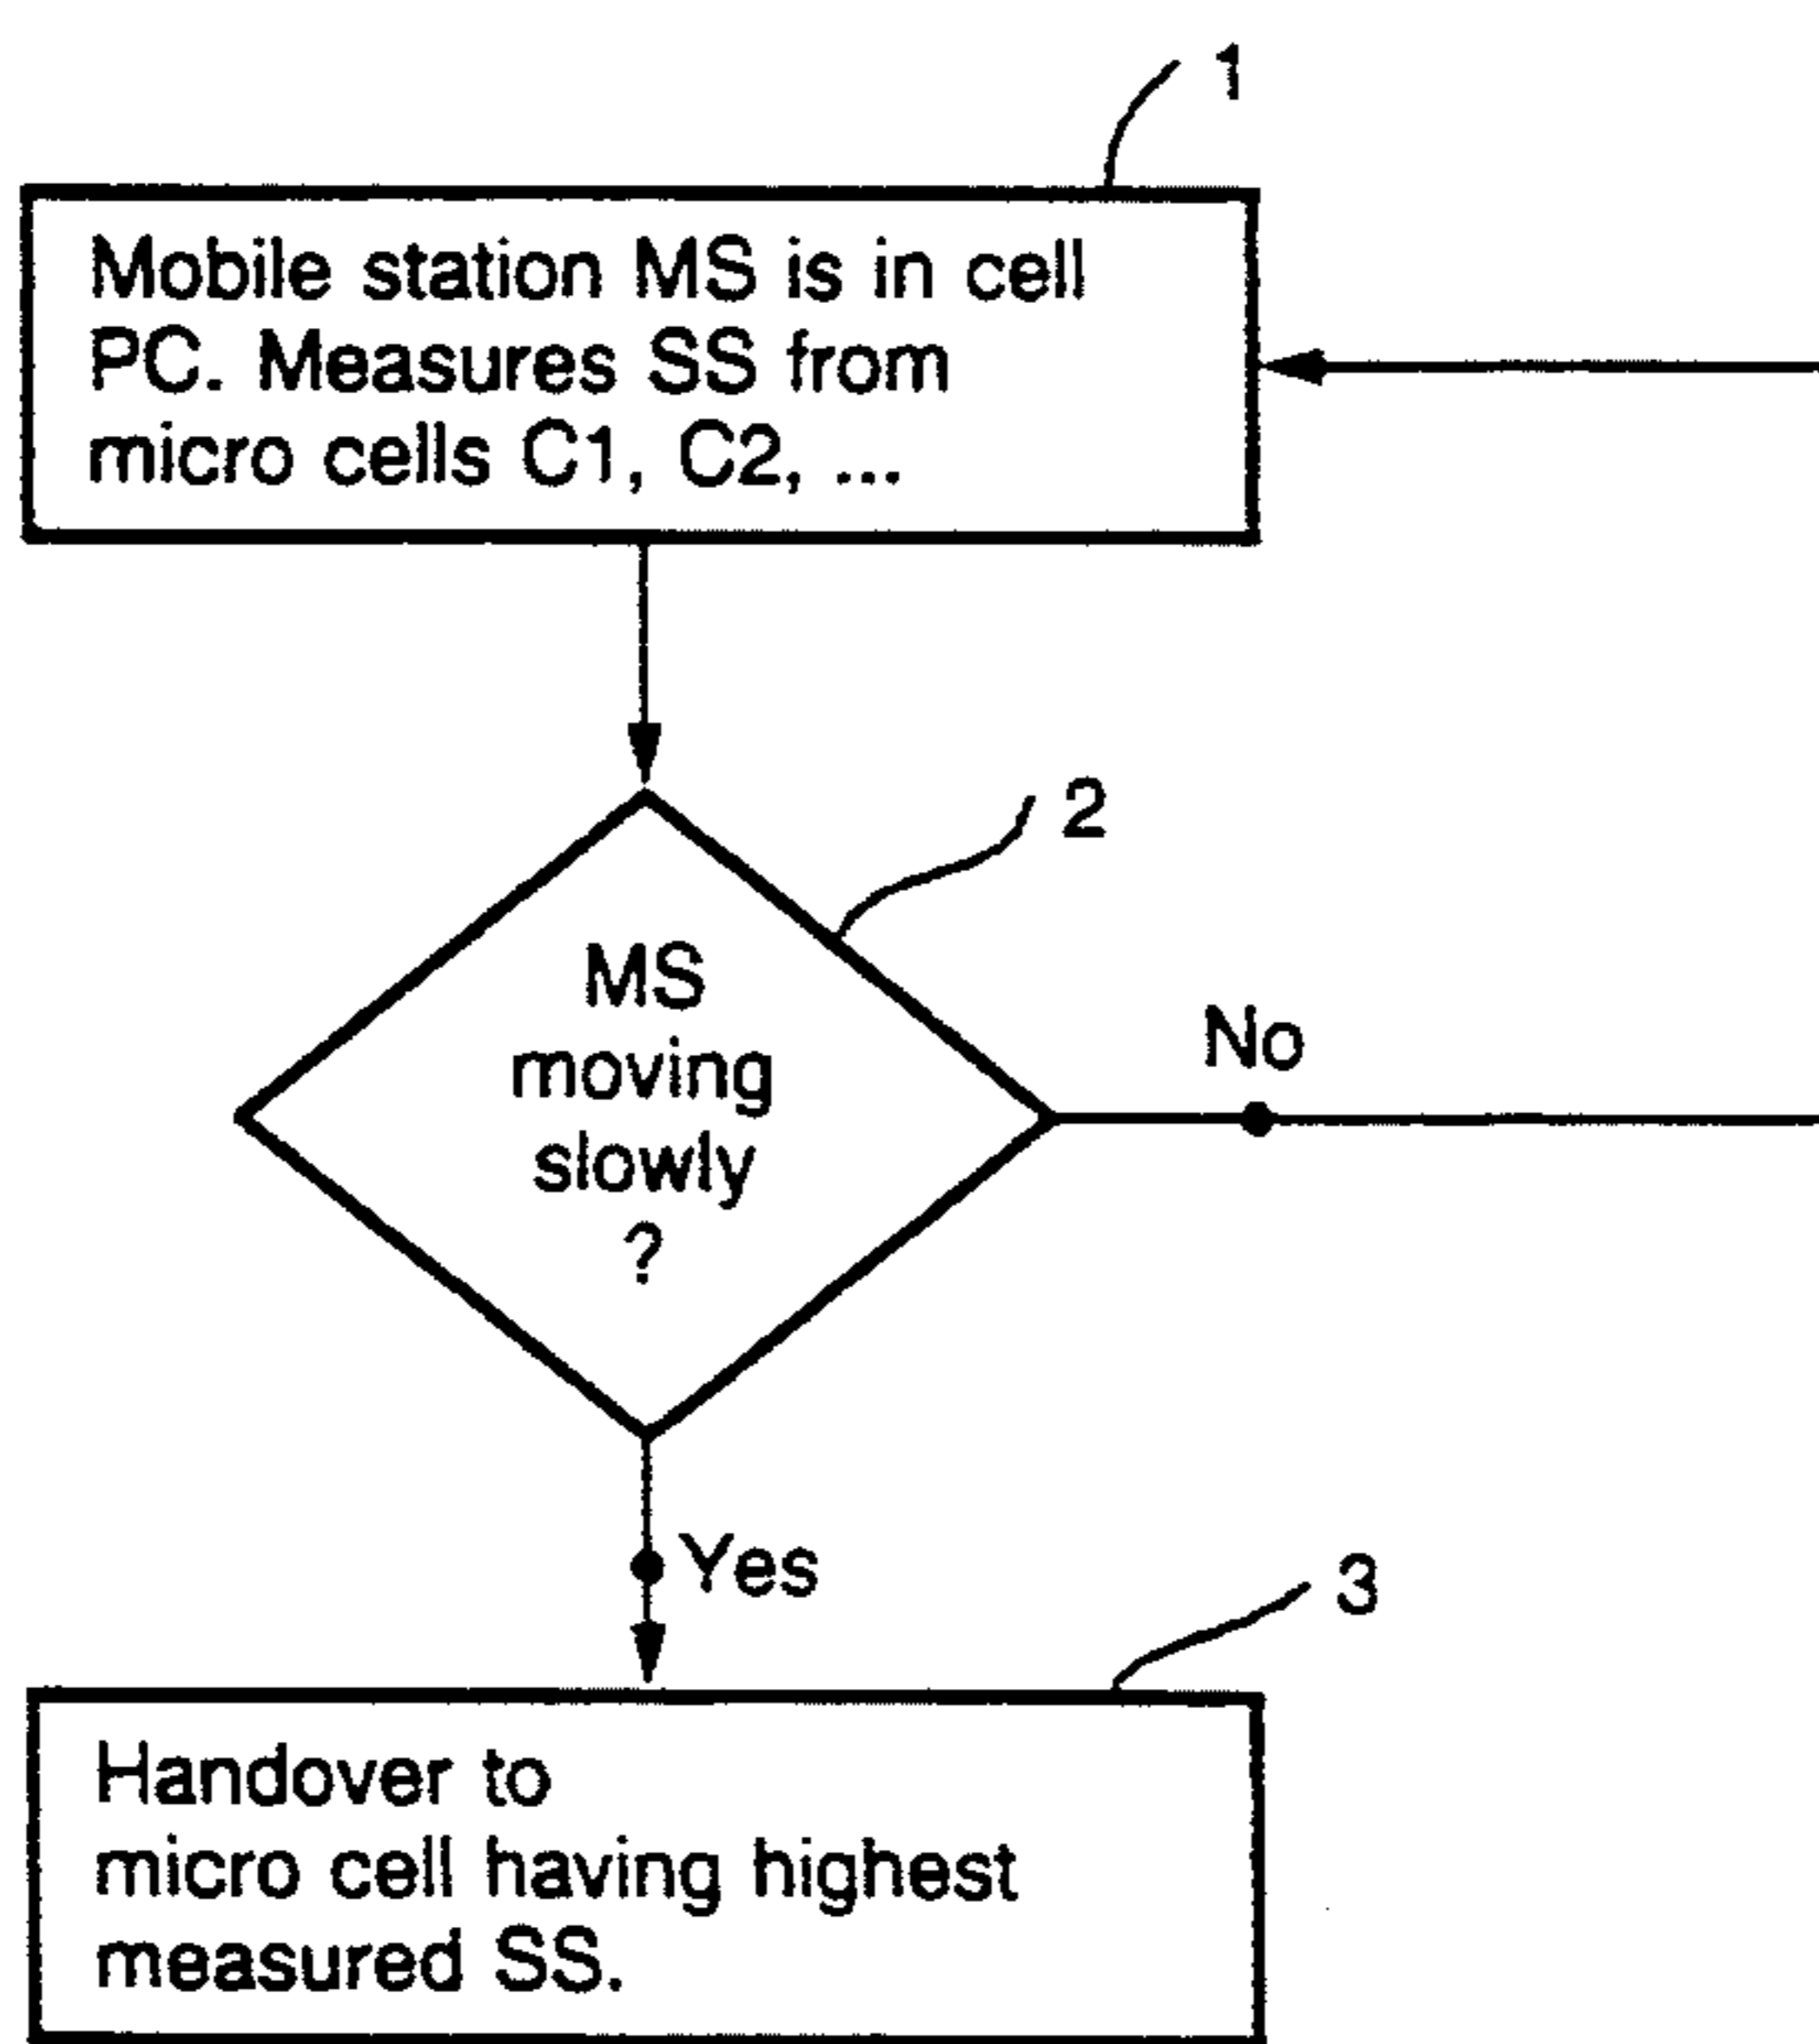 1
Mobile station MS is in cell
PC. Measures SS from
micro cells C1, C2, ...
2
MS
moving
slowly
?
No
Yes
3
Handover to
micro cell having highest
measured SS.